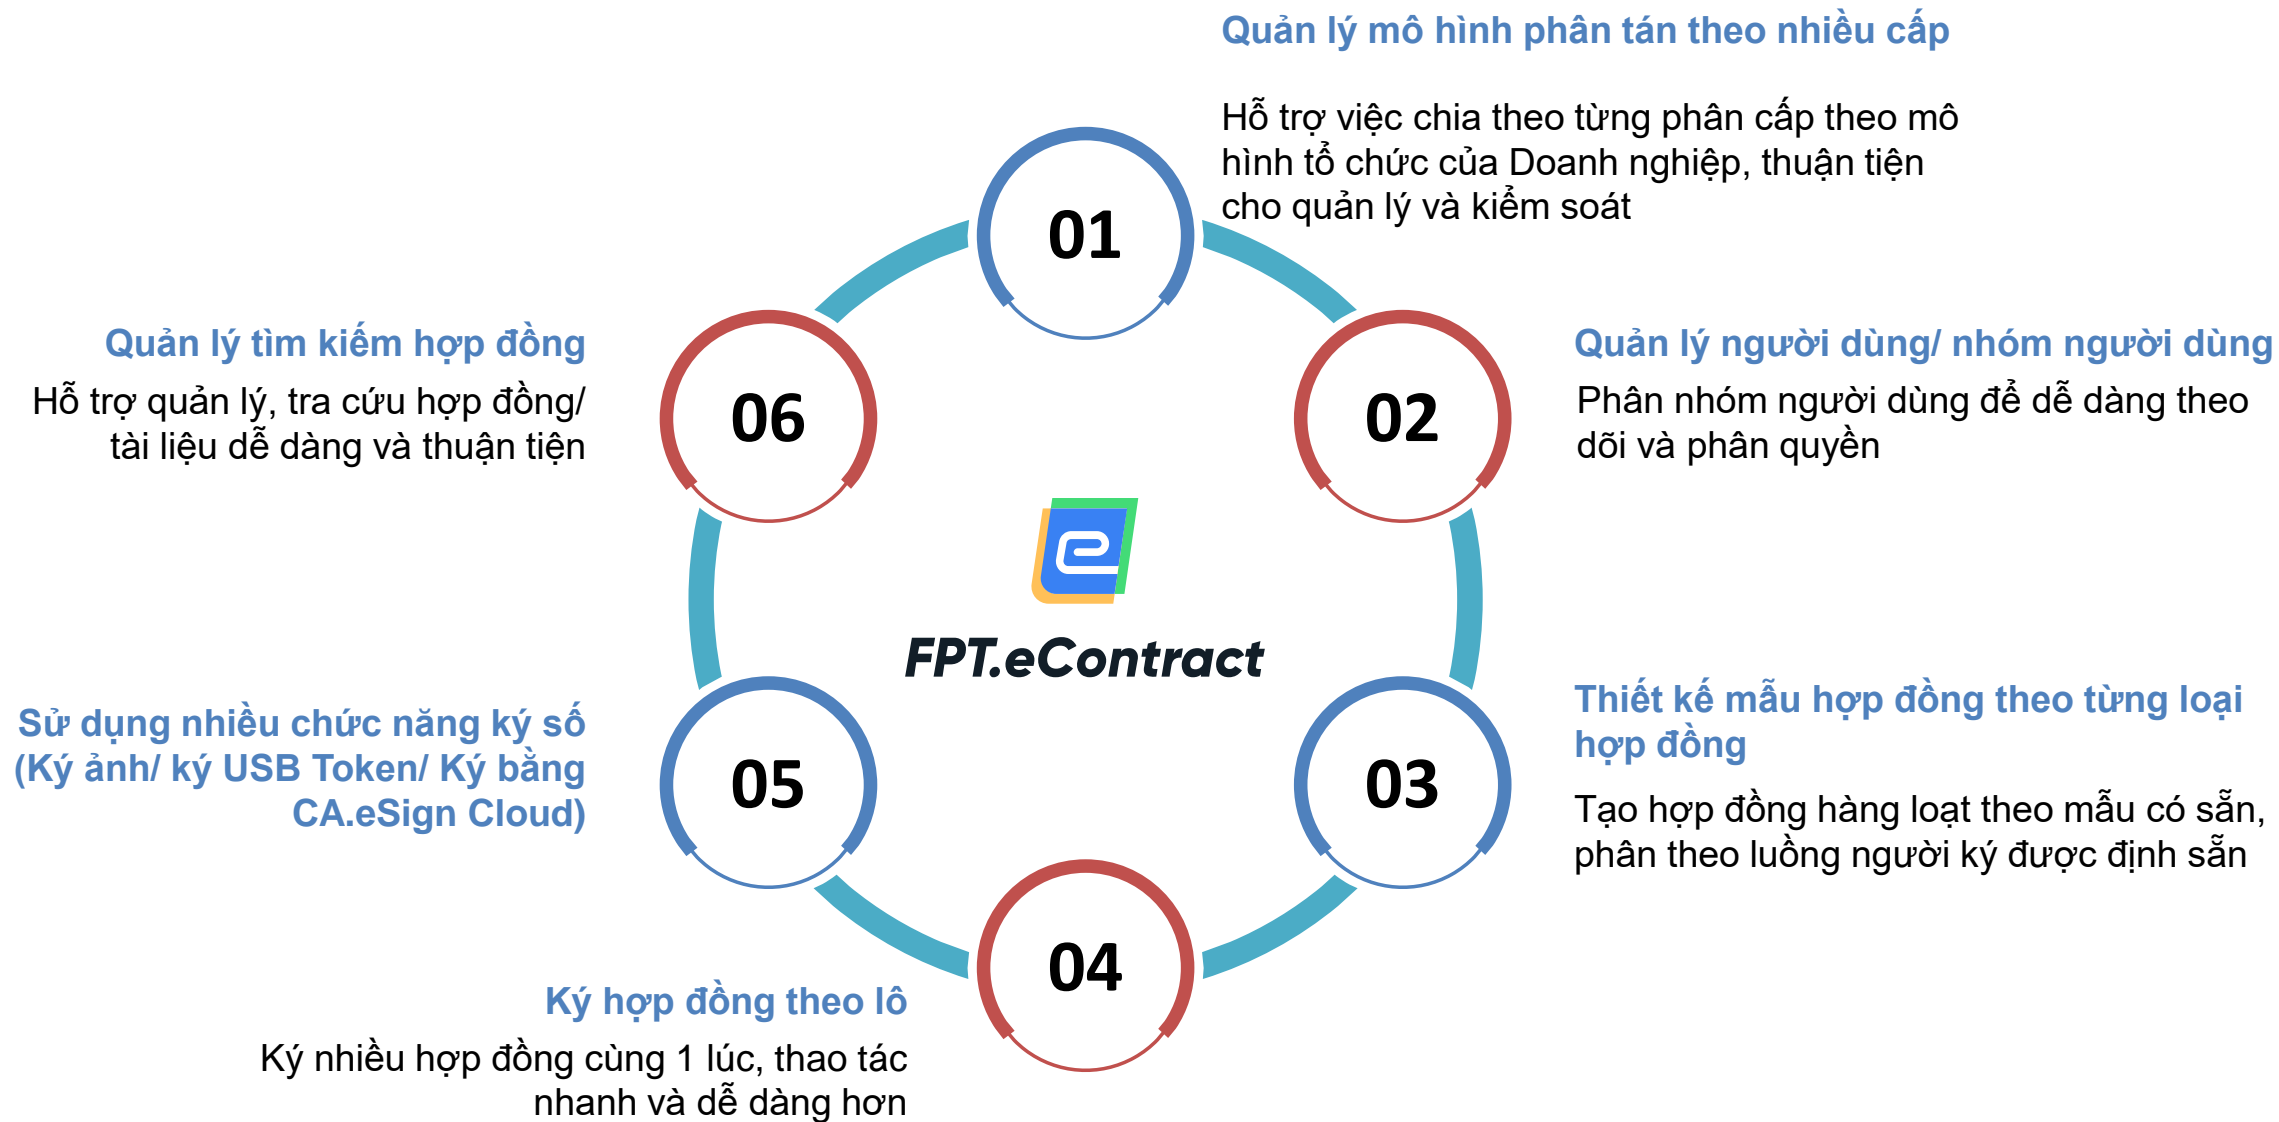 01
Quản lý mô hình phân tán theo nhiều cấp
Hỗ trợ việc chia theo từng phân cấp theo mô
hình tổ chức của Doanh nghiệp, thuận tiện
cho quản lý và kiểm soát
02
Quản lý người dùng/ nhóm người dùng
Phân nhóm người dùng để dễ dàng theo
dõi và phân quyền
03
Thiết kế mẫu hợp đồng theo từng loại
hợp đồng
Tạo hợp đồng hàng loạt theo mẫu có sẵn,
phân theo luồng người ký được định sẵn
04
Ký hợp đồng theo lô
Ký nhiều hợp đồng cùng 1 lúc, thao tác
nhanh và dễ dàng hơn
05
Sử dụng nhiều chức năng ký số
(Ký ảnh/ ký USB Token/ Ký bằng
CA.eSign Cloud)
06
Quản lý tìm kiếm hợp đồng
Hỗ trợ quản lý, tra cứu hợp đồng/
tài liệu dễ dàng và thuận tiện
FPT.eContract